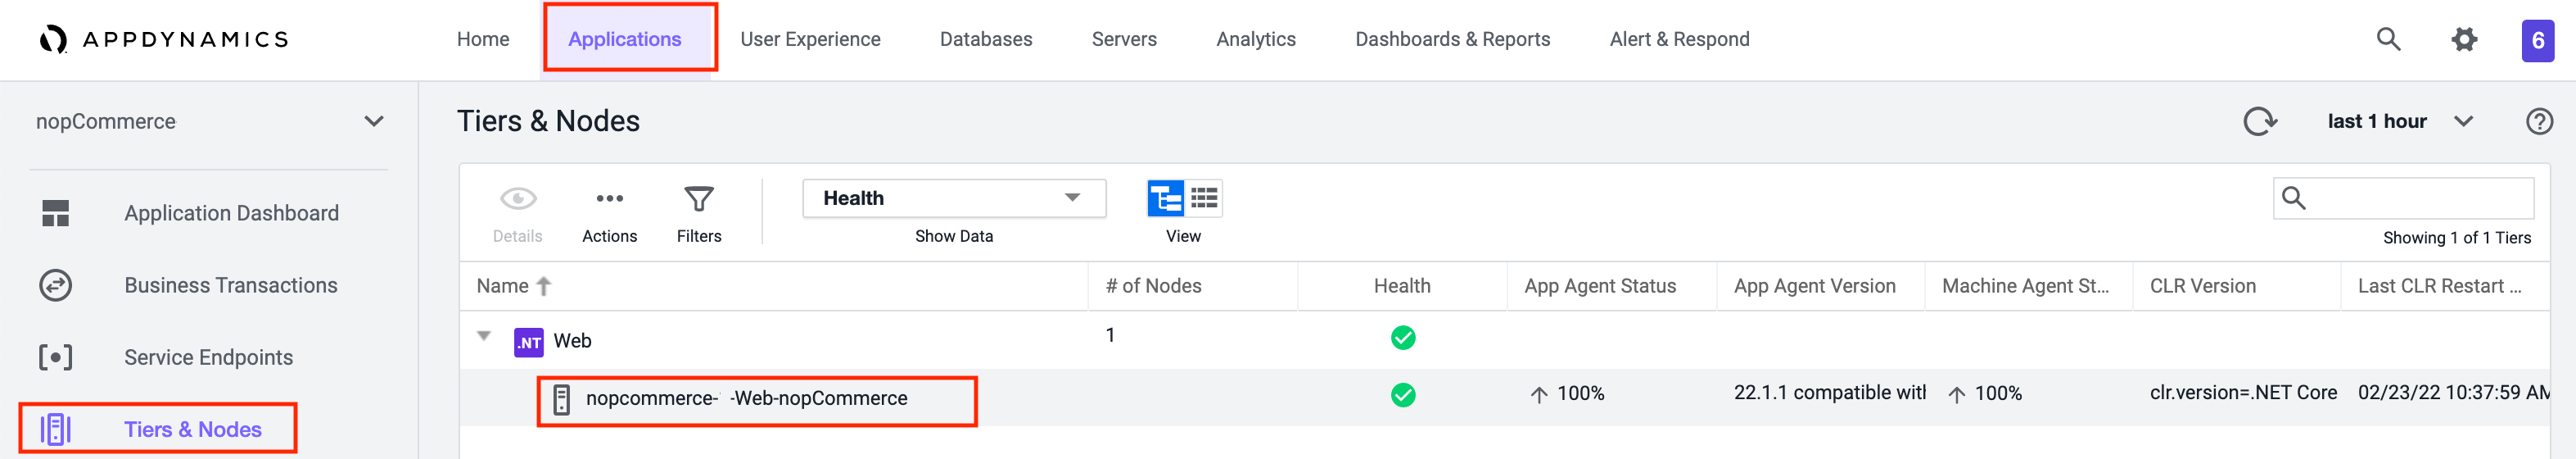 APPDYNAMICS
Home Applications User Experience Databases Servers Analytics Dashboards & Reports Alert & Respond 6
nopCommerce
Tiers & Nodes
last 1 hour
Application Dashboard
Business Transactions
Service Endpoints
Tiers & Nodes
Details Actions Filters
Health
Show Data
View
Showing 1 of 1 Tiers
Name # of Nodes Health App Agent Status App Agent Version Machine Agent St... CLR Version Last CLR Restart ...
.NT Web 1
nopcommerce- -Web-nopCommerce 100% 22.1.1 compatible with 100% clr.version=.NET Core 02/23/22 10:37:59 AM